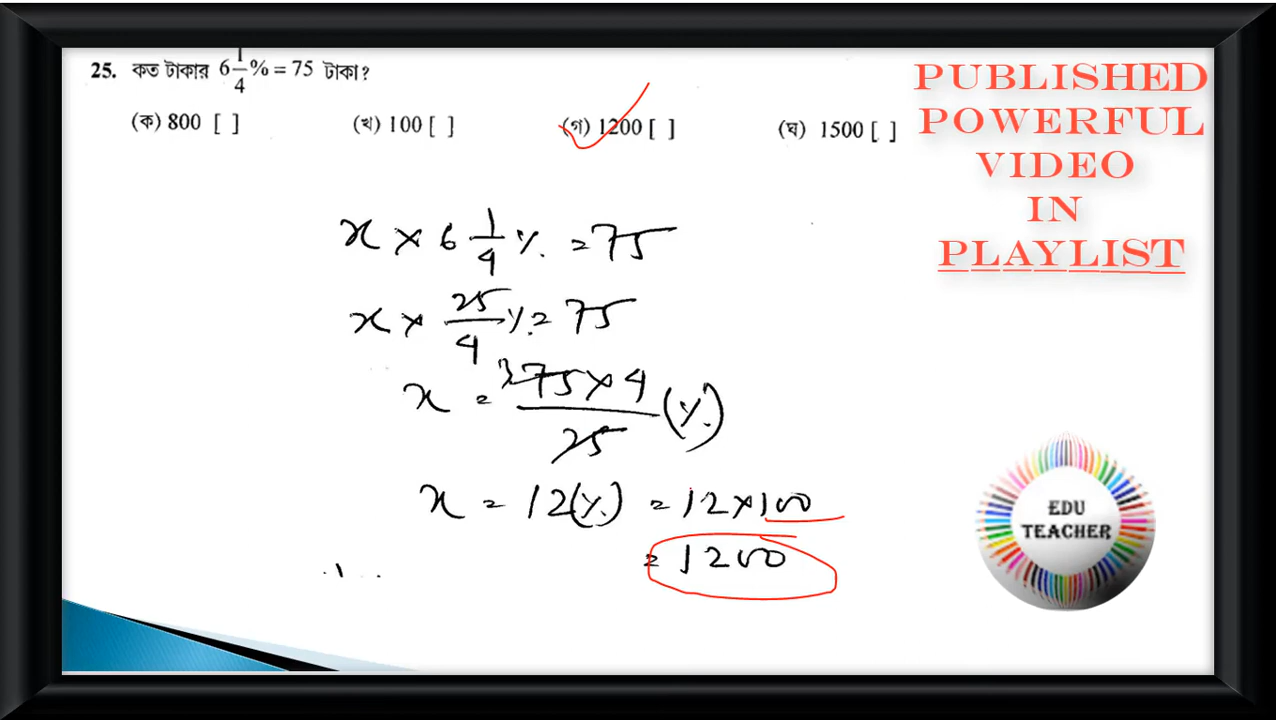 25. কত টাকার 6 1/4 % = 75 টাকা?
(ক) 800 [ ] (খ) 100 [ ] (গ) 1200 [ ] (ঘ) 1500 [ ]
x × 6 1/4 % = 75
x × 25/4 % = 75
x = 3 75 × 4 / 25 (%)
x = 12(%) = 12 × 100
= 1200
PUBLISHED
POWERFUL
VIDEO
IN
PLAYLIST
EDU
TEACHER